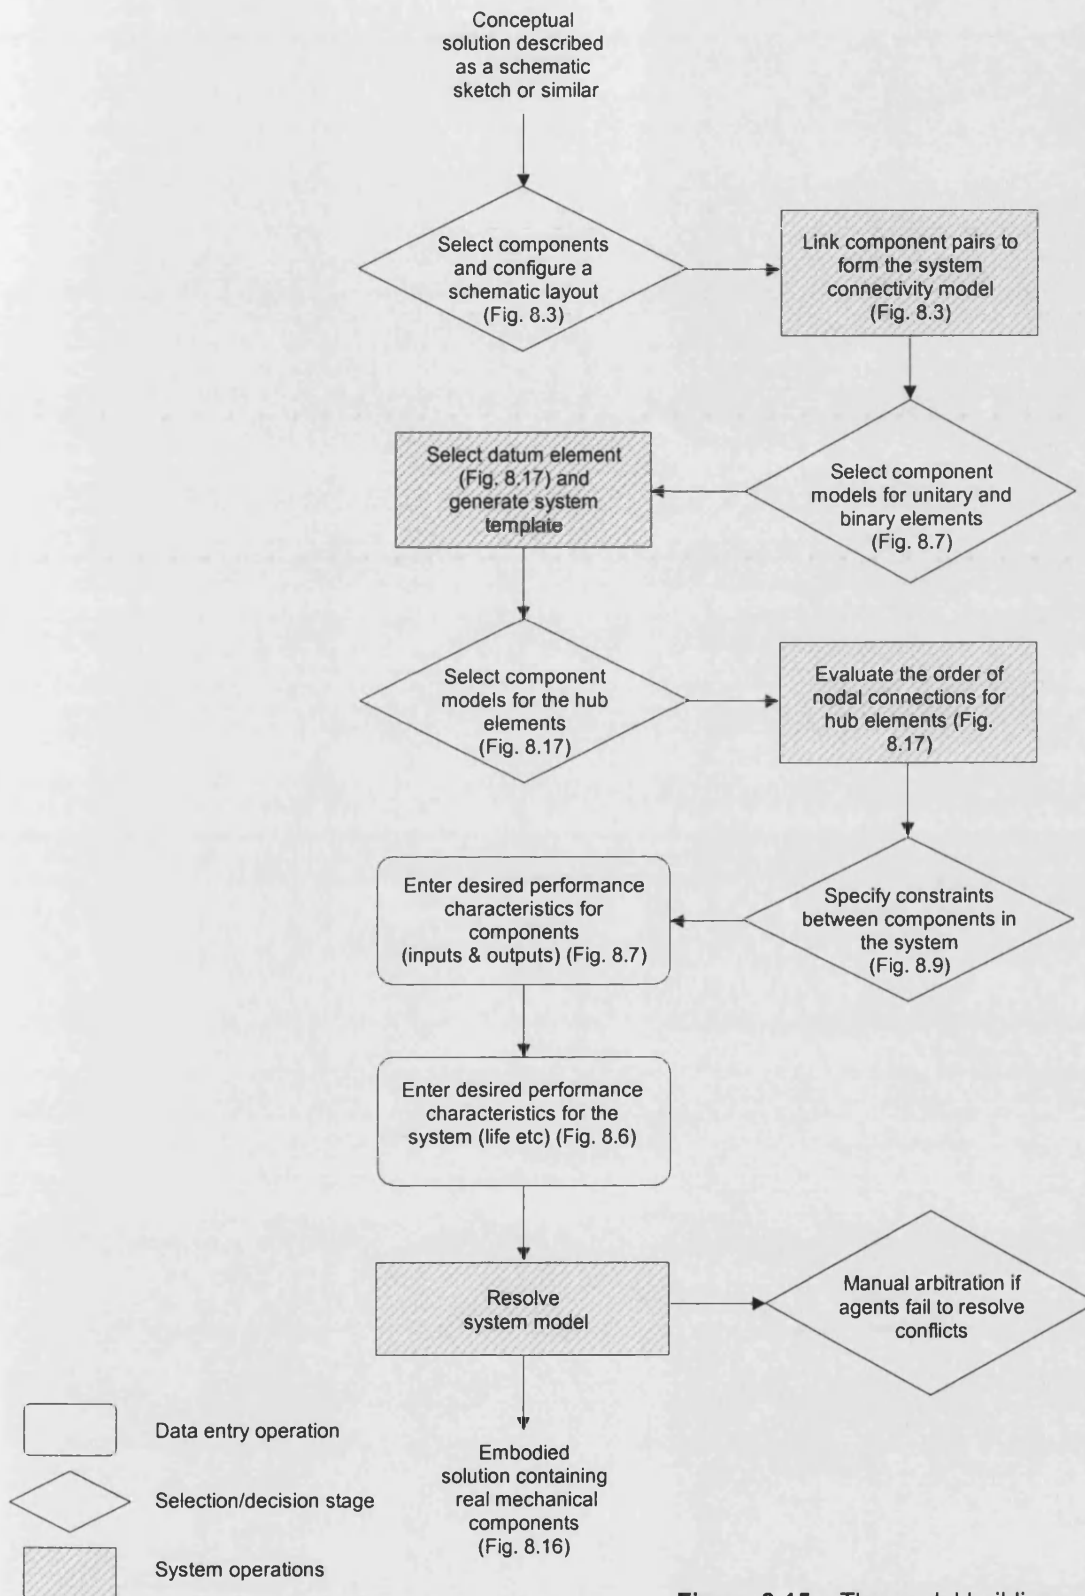 Conceptual
solution described
as a schematic
sketch or similar
Select components
and configure a
schematic layout
(Fig. 8.3)
Link component pairs to
form the system
connectivity model
(Fig. 8.3)
Select datum element
(Fig. 8.17) and
generate system
template
Select component
models for unitary and
binary elements
(Fig. 8.7)
Select component
models for the hub
elements
(Fig. 8.17)
Evaluate the order of
nodal connections for
hub elements (Fig.
8.17)
Enter desired performance
characteristics for
components
(inputs & outputs) (Fig. 8.7)
Specify constraints
between components in
the system
(Fig. 8.9)
Enter desired performance
characteristics for the
system (life etc) (Fig. 8.6)
Resolve
system model
Manual arbitration if
agents fail to resolve
conflicts
Data entry operation
Selection/decision stage
System operations
Embodied
solution containing
real mechanical
components
(Fig. 8.16)